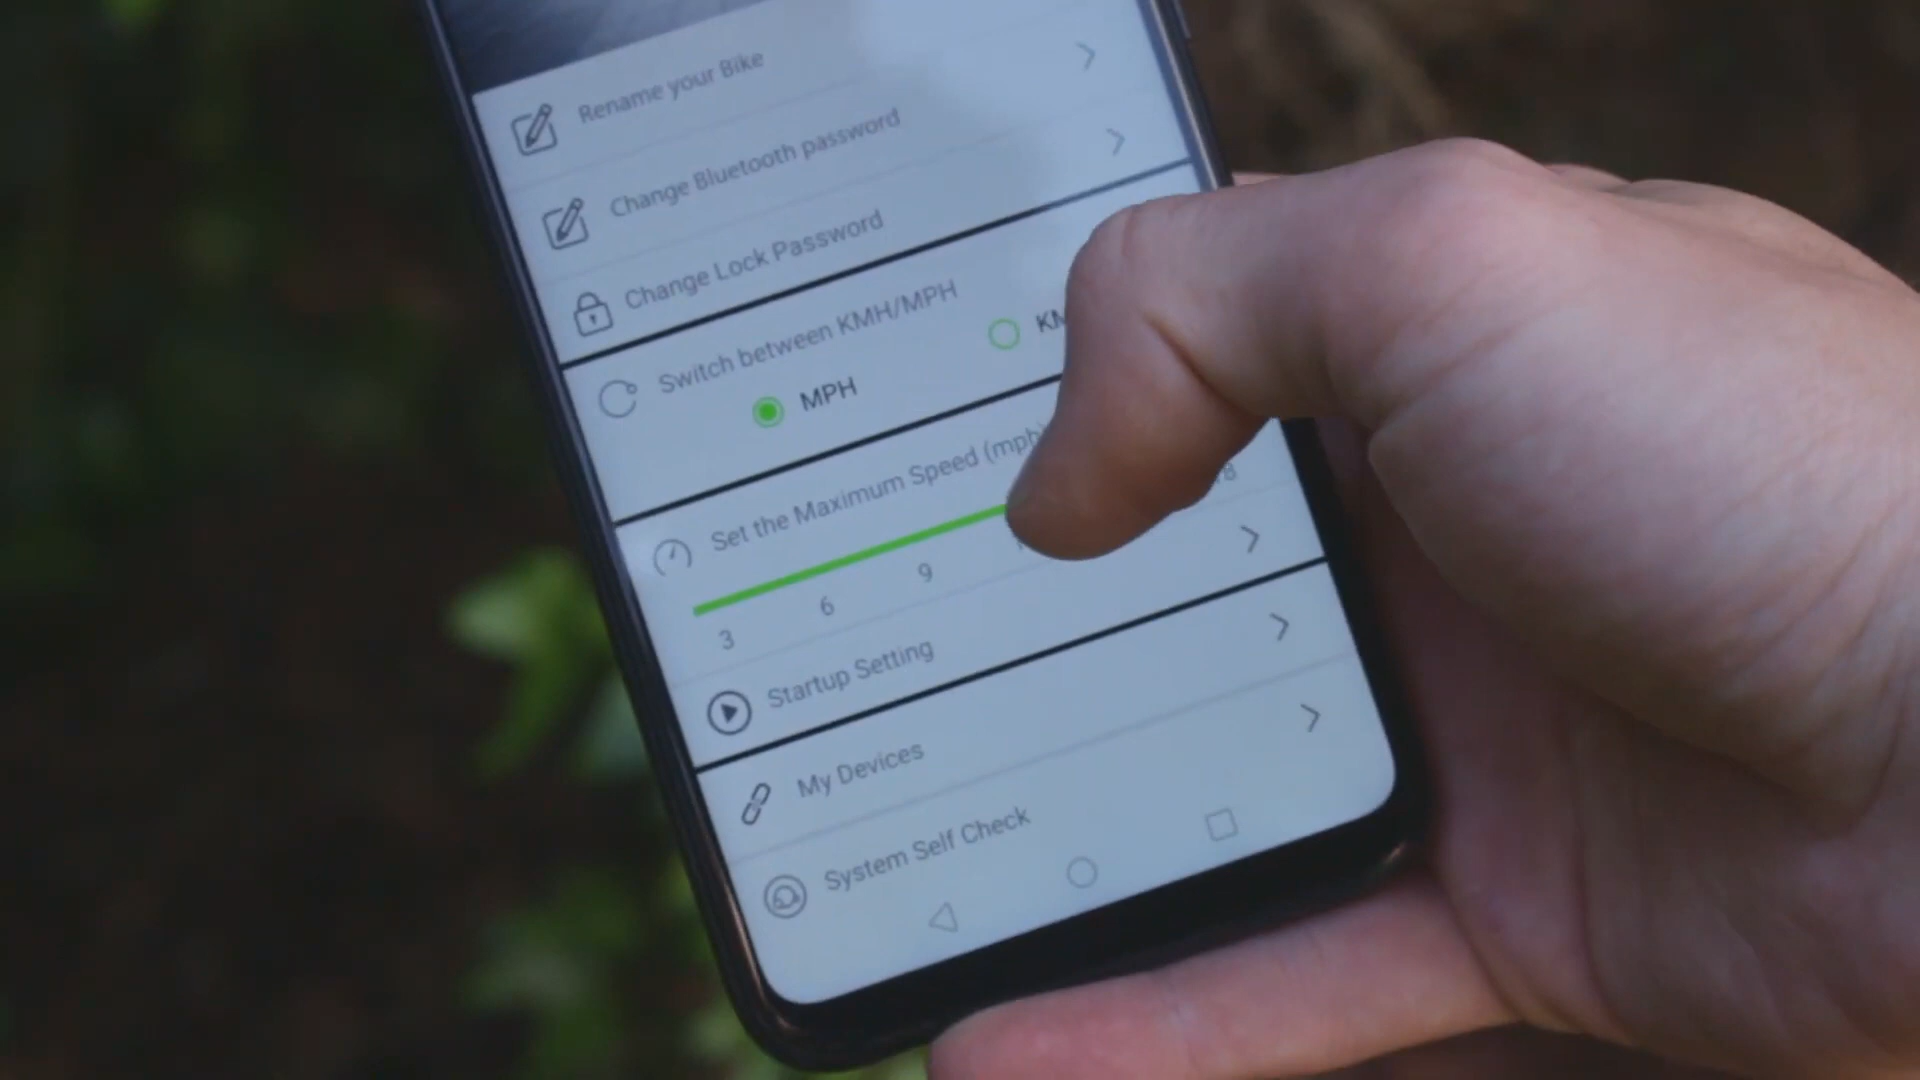 Rename your Bike
Change Bluetooth password
Change Lock Password
Switch between KMH/MPH
MPH
Set the Maximum Speed (mph)
3 6 9
Startup Setting
My Devices
System Self Check